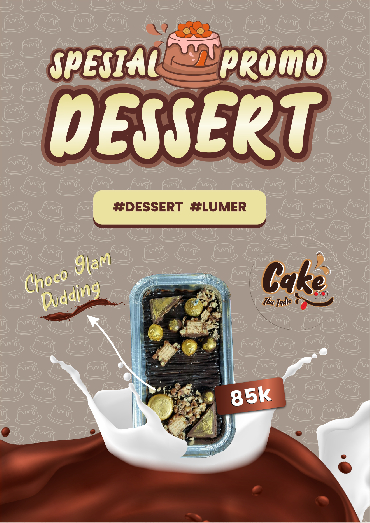 SPESIAL PROMO
DESSERT
#DESSERT #LUMER
Choco Glam
Pudding
Cake
85k